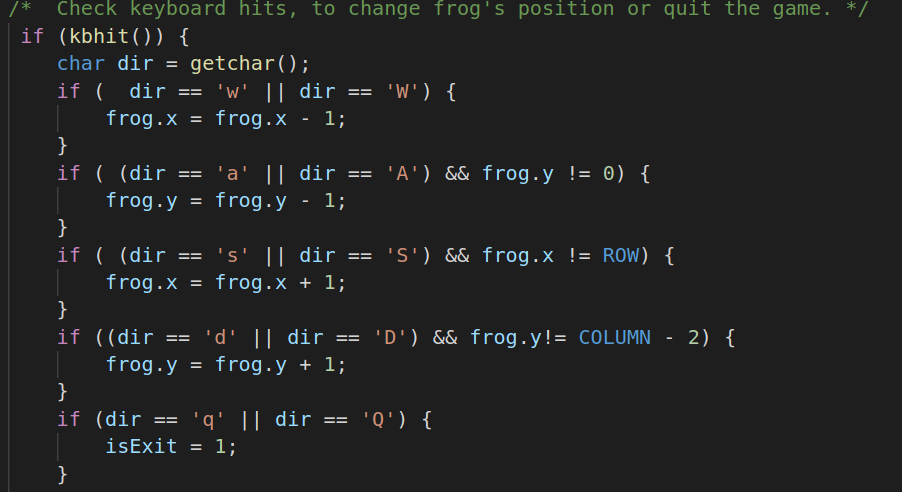 /*  Check keyboard hits, to change frog's position or quit the game. */
if (kbhit()) {
char dir = getchar();
if (  dir == 'w' || dir == 'W') {
frog.x = frog.x - 1;
}
if ( (dir == 'a' || dir == 'A') && frog.y != 0) {
frog.y = frog.y - 1;
}
if ( (dir == 's' || dir == 'S') && frog.x != ROW) {
frog.x = frog.x + 1;
}
if ((dir == 'd' || dir == 'D') && frog.y!= COLUMN - 2) {
frog.y = frog.y + 1;
}
if (dir == 'q' || dir == 'Q') {
isExit = 1;
}